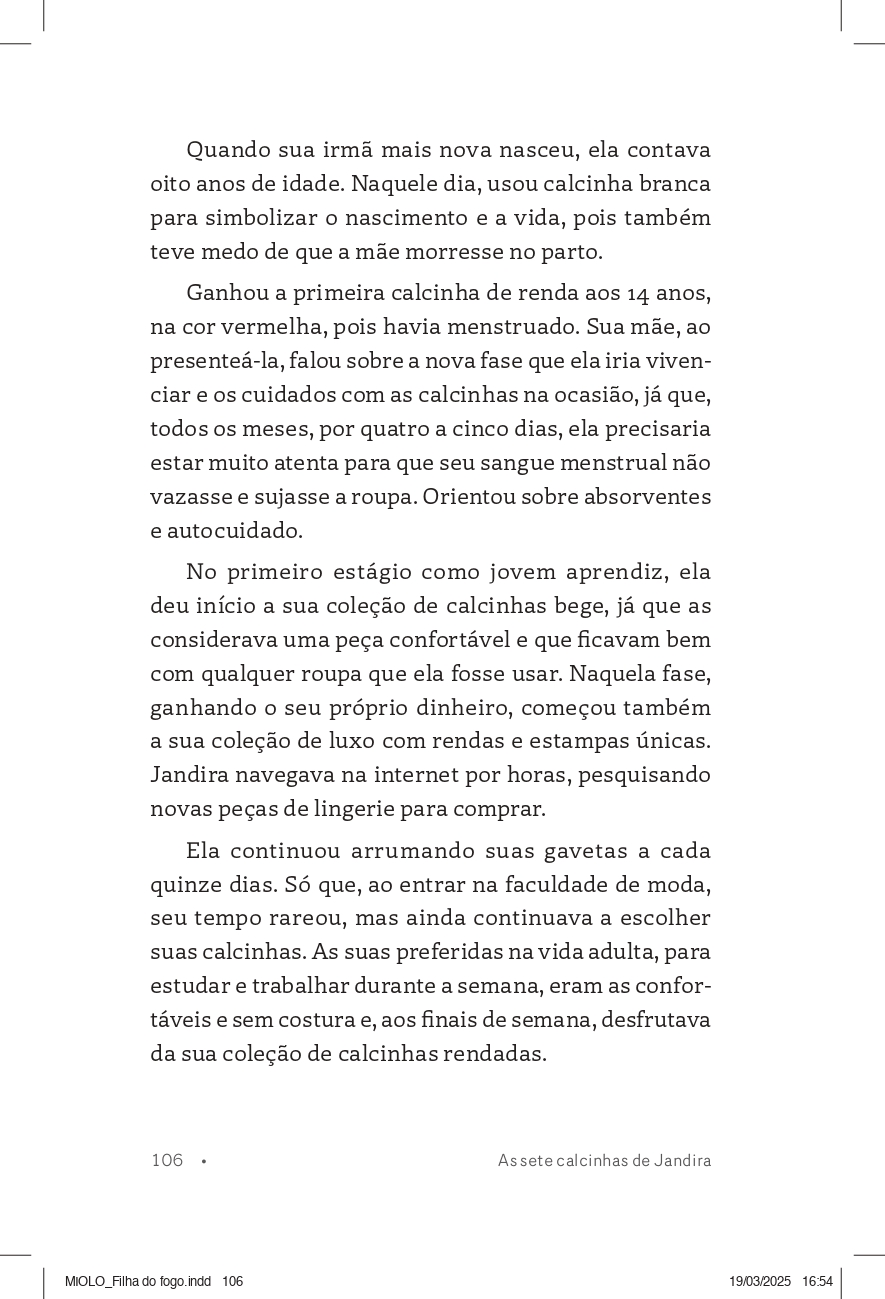 Quando sua irmã mais nova nasceu, ela contava
oito anos de idade. Naquele dia, usou calcinha branca
para simbolizar o nascimento e a vida, pois também
teve medo de que a mãe morresse no parto.
Ganhou a primeira calcinha de renda aos 14 anos,
na cor vermelha, pois havia menstruado. Sua mãe, ao
presenteá-la, falou sobre a nova fase que ela iria viven-
ciar e os cuidados com as calcinhas na ocasião, já que,
todos os meses, por quatro a cinco dias, ela precisaria
estar muito atenta para que seu sangue menstrual não
vazasse e sujasse a roupa. Orientou sobre absorventes
e autocuidado.
No primeiro estágio como jovem aprendiz, ela
deu início a sua coleção de calcinhas bege, já que as
considerava uma peça confortável e que ficavam bem
com qualquer roupa que ela fosse usar. Naquela fase,
ganhando o seu próprio dinheiro, começou também
a sua coleção de luxo com rendas e estampas únicas.
Jandira navegava na internet por horas, pesquisando
novas peças de lingerie para comprar.
Ela continuou arrumando suas gavetas a cada
quinze dias. Só que, ao entrar na faculdade de moda,
seu tempo rareou, mas ainda continuava a escolher
suas calcinhas. As suas preferidas na vida adulta, para
estudar e trabalhar durante a semana, eram as confor-
táveis e sem costura e, aos finais de semana, desfrutava
da sua coleção de calcinhas rendadas.
106 • As sete calcinhas de Jandira
MIOLO_Filha do fogo.indd 106 19/03/2025 16:54